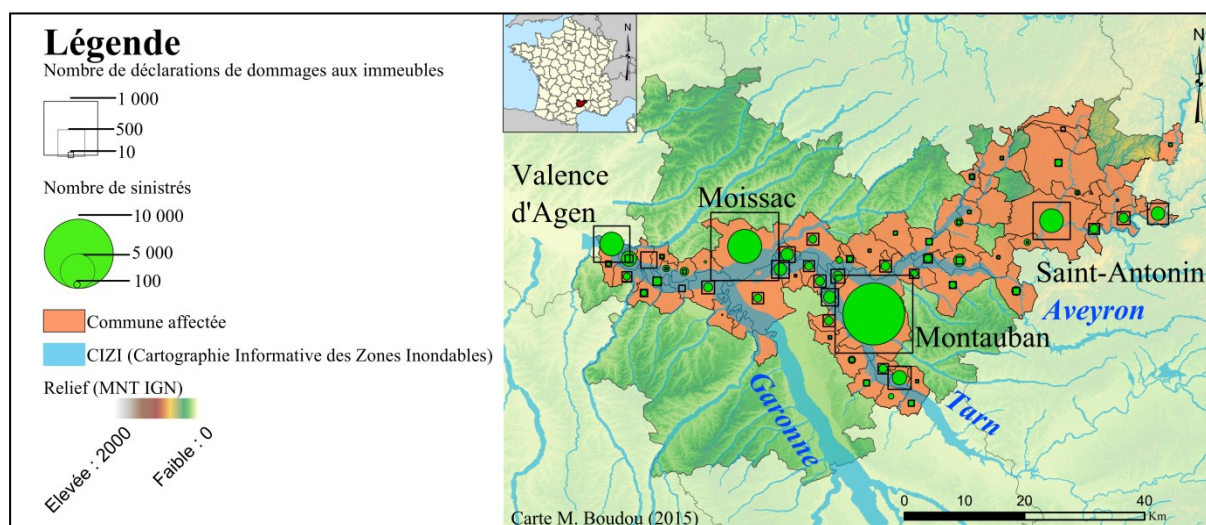 Légende
Nombre de déclarations de dommages aux immeubles
1 000
500
10
Nombre de sinistrés
10 000
5 000
100
Commune affectée
CIZI (Cartographie Informative des Zones Inondables)
Relief (MNT IGN)
Elevée : 2000
Faible : 0
N
N
Valence
d'Agen
Moissac
Saint-Antonin
Aveyron
Montauban
Garonne
Tarn
0 20 40
Km
Carte M. Boudou (2015)